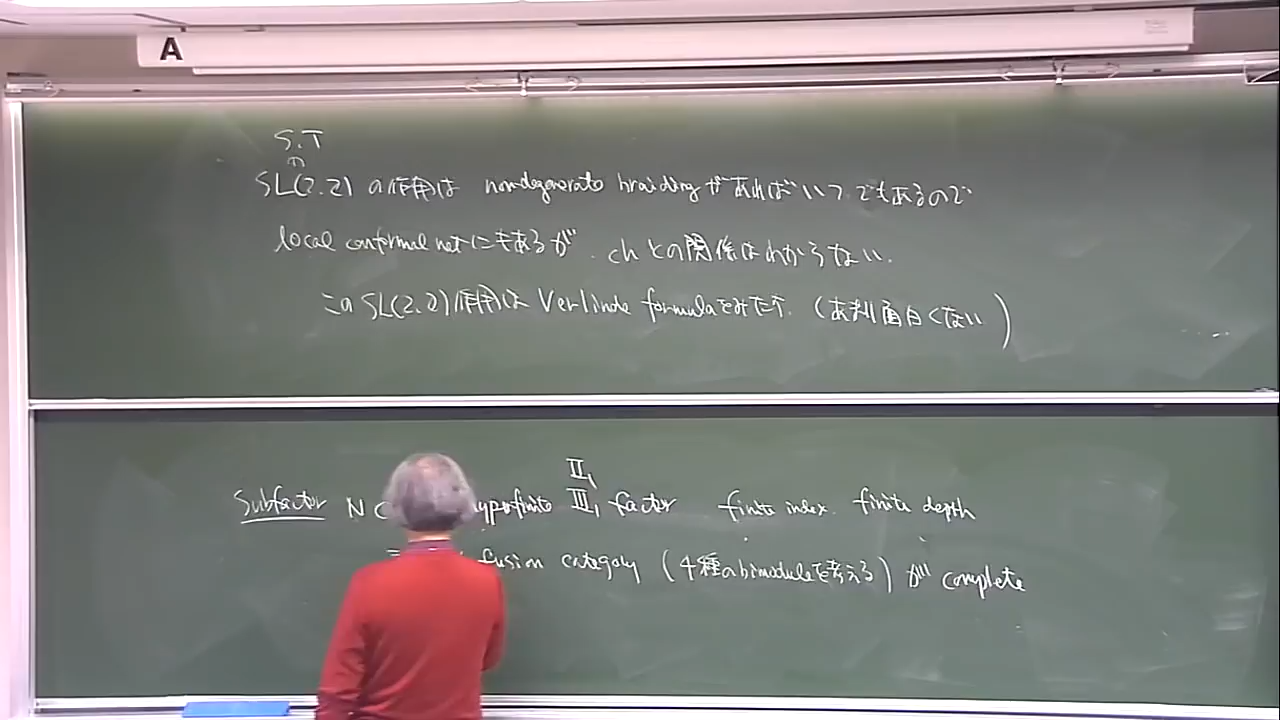 A
S.T
SL(2.Z) の作用は nondegenerate braiding があればいつでもあるので
local conformal net にもあるが. ch との関係はわからない.
この SL(2.Z)作用は Verlinde formula をみたす. (あまり面白くない)
II₁
Subfactor N ⊂ hyperfinite III₁ factor finite index. finite depth
fusion category (4種のbimoduleを考える) が complete